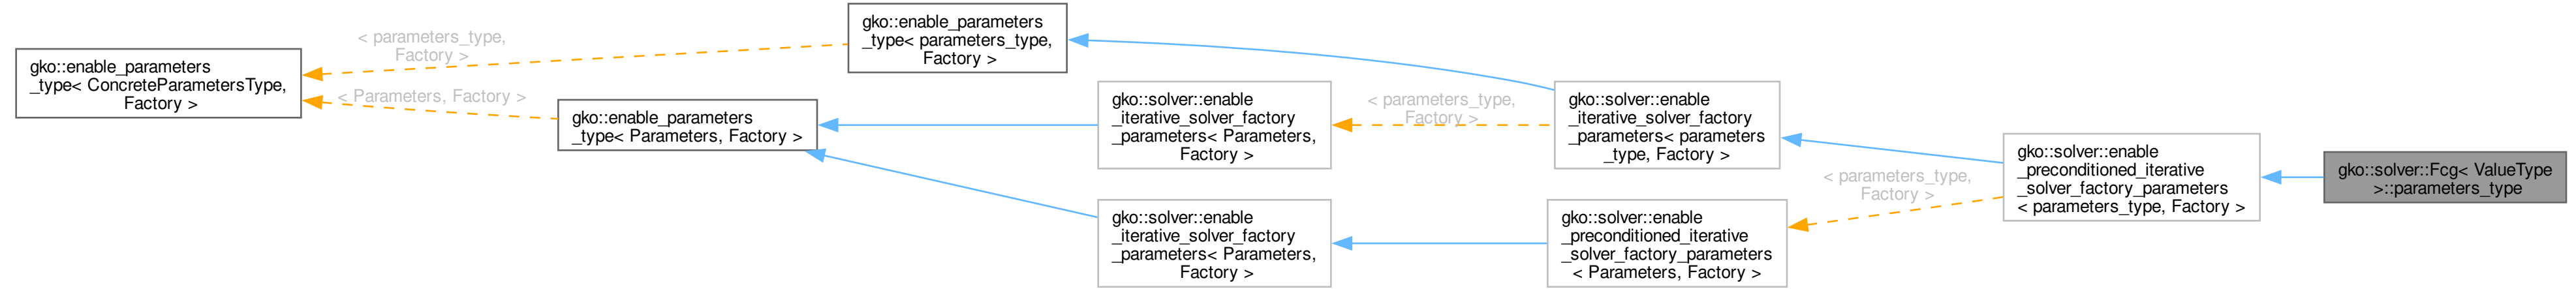 gko::enable_parameters
_type< ConcreteParametersType,
Factory >
< parameters_type,
Factory >
< Parameters, Factory >
gko::enable_parameters
_type< parameters_type,
Factory >
gko::enable_parameters
_type< Parameters, Factory >
gko::solver::enable
_iterative_solver_factory
_parameters< Parameters,
Factory >
gko::solver::enable
_iterative_solver_factory
_parameters< Parameters,
Factory >
< parameters_type,
Factory >
gko::solver::enable
_iterative_solver_factory
_parameters< parameters
_type, Factory >
gko::solver::enable
_preconditioned_iterative
_solver_factory_parameters
< Parameters, Factory >
< parameters_type,
Factory >
gko::solver::enable
_preconditioned_iterative
_solver_factory_parameters
< parameters_type, Factory >
gko::solver::Fcg< ValueType
>::parameters_type